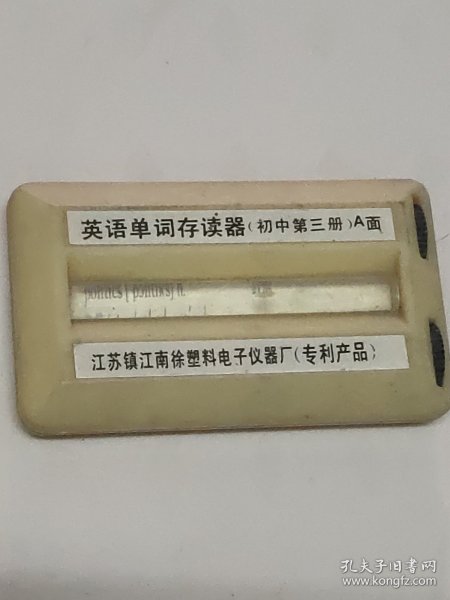 英语单词存读器(初中第三册)A面
politics [ˈpɔlitiks] n.
江苏镇江南徐塑料电子仪器厂(专利产品)
孔夫子旧书网
www.kongfz.com